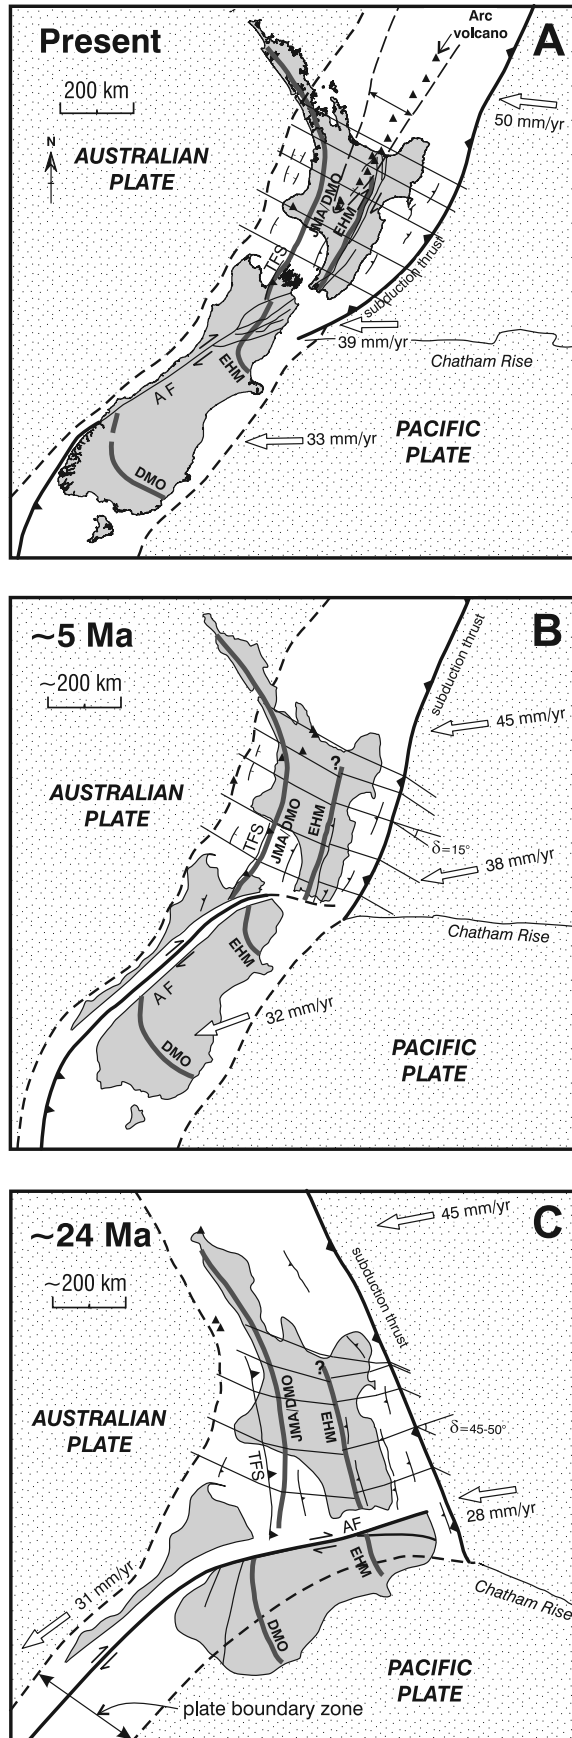 Present
Arc
volcano
A
200 km
50 mm/yr
N
AUSTRALIAN
PLATE
JMA/DMO
EHM
TFS
subduction thrust
39 mm/yr
Chatham Rise
EHM
AF
33 mm/yr
PACIFIC
PLATE
DMO
~5 Ma
B
~200 km
subduction thrust
45 mm/yr
?
AUSTRALIAN
PLATE
EHM
JMA/DMO
TFS
δ=15°
38 mm/yr
Chatham Rise
EHM
AF
32 mm/yr
DMO
PACIFIC
PLATE
~24 Ma
45 mm/yr
C
~200 km
subduction thrust
?
JMA/DMO
EHM
AUSTRALIAN
PLATE
δ=45-50°
TFS
28 mm/yr
AF
EHM
31 mm/yr
Chatham Rise
DMO
PACIFIC
PLATE
plate boundary zone